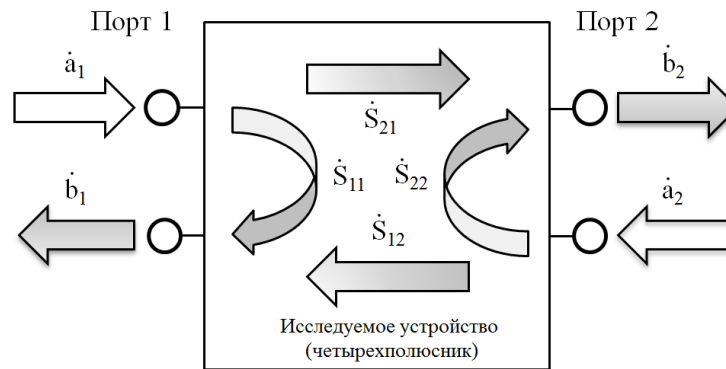 Порт 1
Порт 2
ȧ₁
ḃ₂
Ṡ₂₁
Ṡ₁₁
Ṡ₂₂
ḃ₁
ȧ₂
Ṡ₁₂
Исследуемое устройство
(четырехполюсник)